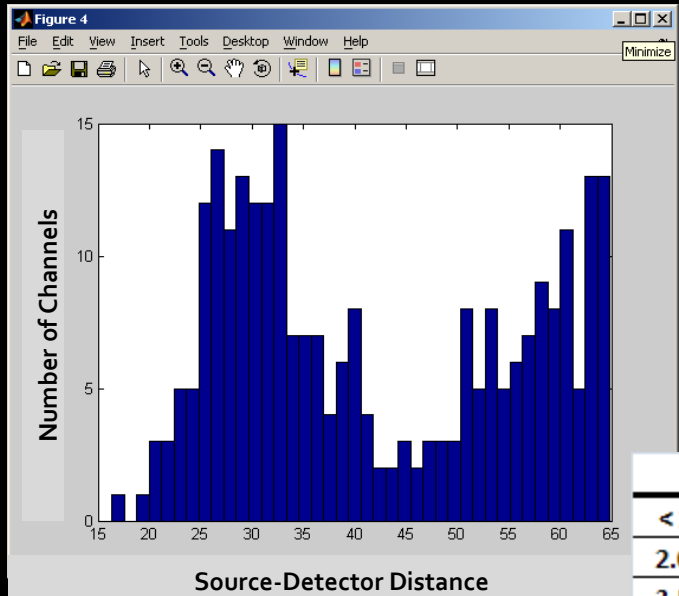 Figure 4
File Edit View Insert Tools Desktop Window Help
Minimize
15
10
5
0
Number of Channels
15 20 25 30 35 40 45 50 55 60 65
Source-Detector Distance
<